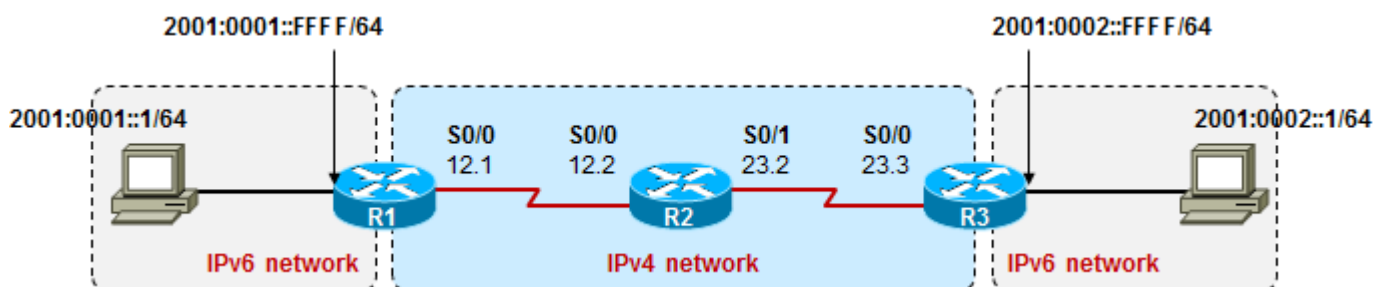 2001:0001::FFFF/64
2001:0002::FFFF/64
2001:0001::1/64
2001:0002::1/64
S0/0
S0/0
S0/1
S0/0
12.1
12.2
23.2
23.3
R1
R2
R3
IPv6 network
IPv4 network
IPv6 network